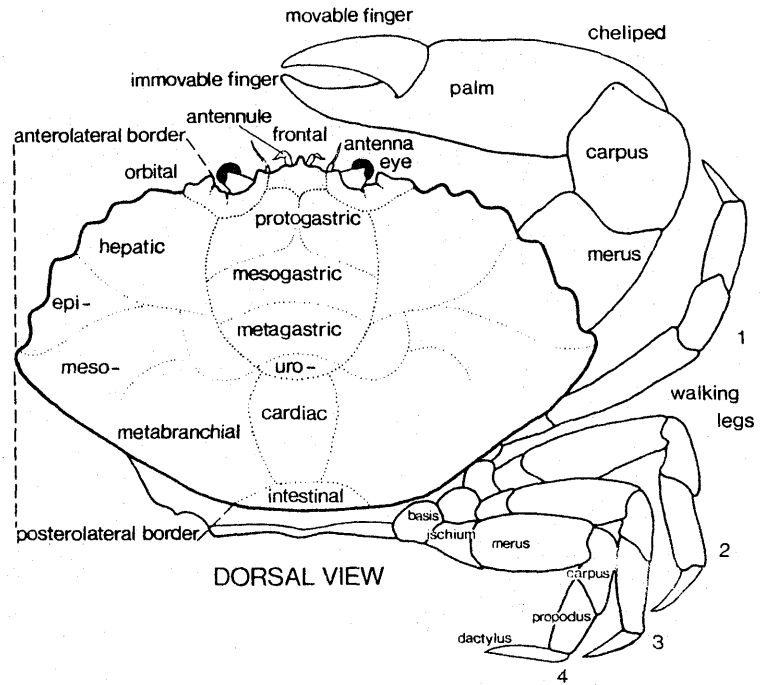 movable finger
cheliped
immovable finger
palm
antennule
frontal
anterolateral border
antenna
eye
orbital
carpus
protogastric
hepatic
merus
mesogastric
epi-
metagastric
1
uro-
meso-
walking
legs
cardiac
metabranchial
intestinal
basis
posterolateral border
ischium
merus
2
DORSAL VIEW
carpus
propodus
dactylus
3
4